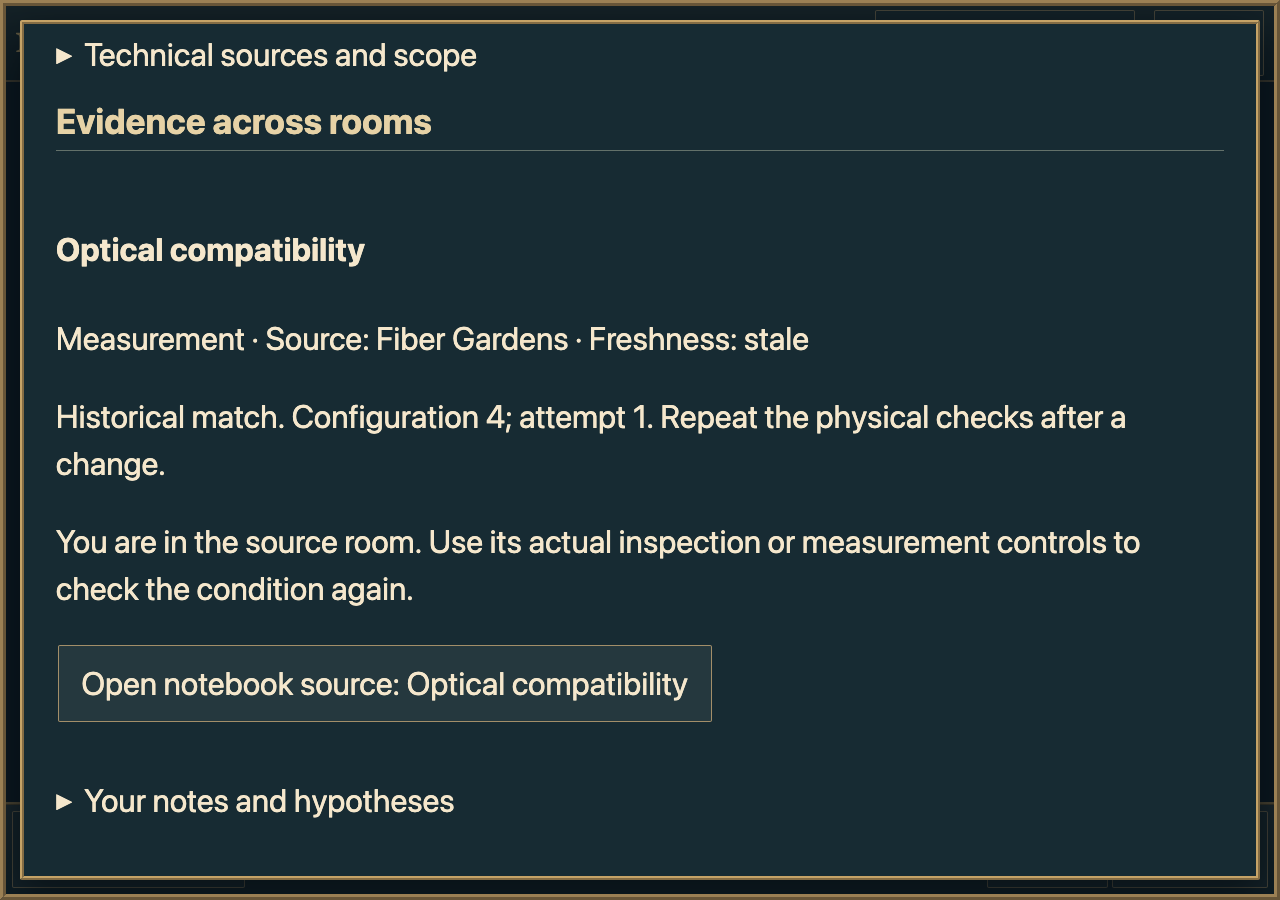 ▶ Technical sources and scope
Evidence across rooms
Optical compatibility
Measurement · Source: Fiber Gardens · Freshness: stale
Historical match. Configuration 4; attempt 1. Repeat the physical checks after a
change.
You are in the source room. Use its actual inspection or measurement controls to
check the condition again.
Open notebook source: Optical compatibility
▶ Your notes and hypotheses